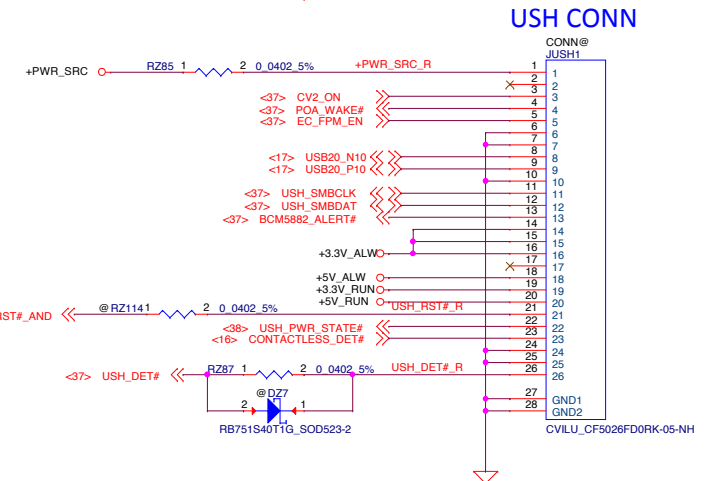 USH CONN
CONN@
JUSH1
+PWR_SRC RZ85 1 2 0_0402_5% +PWR_SRC_R 1 1
2 2
<37> CV2_ON 3 3
<37> POA_WAKE# 4 4
<37> EC_FPM_EN 5 5
6 6
7 7
<17> USB20_N10 8 8
<17> USB20_P10 9 9
10 10
<37> USH_SMBCLK 11 11
<37> USH_SMBDAT 12 12
<37> BCM5882_ALERT# 13 13
14 14
15 15
+3.3V_ALW 16 16
17 17
+5V_ALW 18 18
+3.3V_RUN 19 19
+5V_RUN 20 20
RST#_AND @ RZ114 1 2 0_0402_5% USH_RST#_R 21 21
<38> USH_PWR_STATE# 22 22
<16> CONTACTLESS_DET# 23 23
24 24
25 25
<37> USH_DET# RZ87 1 2 0_0402_5% USH_DET#_R 26 26
27 GND1
28 GND2
@ DZ7
2 1
RB751S40T1G_SOD523-2
CVILU_CF5026FD0RK-05-NH